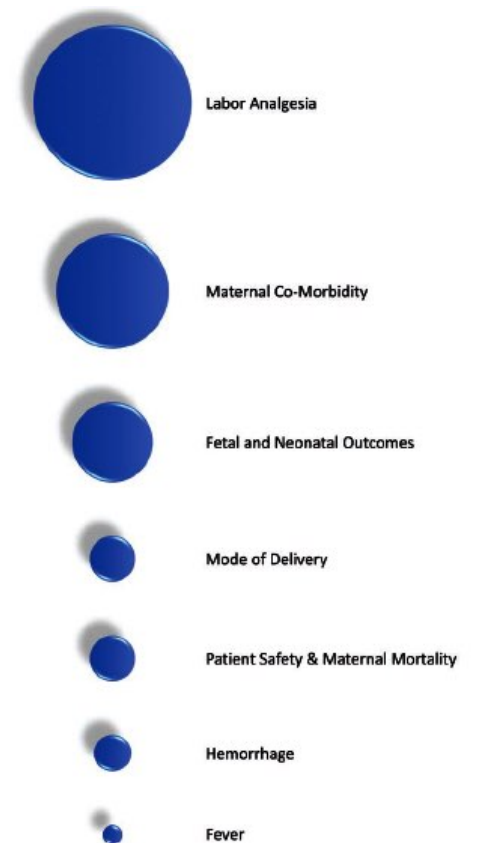 Labor Analgesia
Maternal Co-Morbidity
Fetal and Neonatal Outcomes
Mode of Delivery
Patient Safety & Maternal Mortality
Hemorrhage
Fever